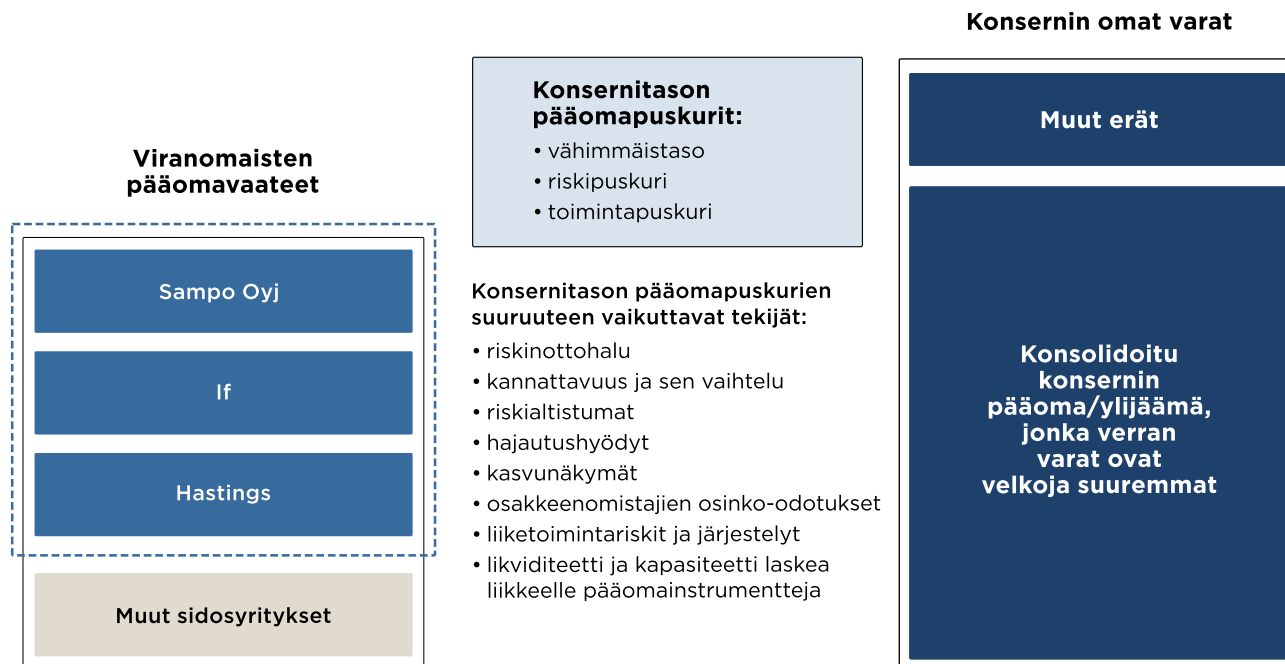 Viranomaisten
pääomavaateet
Sampo Oyj
If
Hastings
Muut sidosyritykset
Konsernitason
pääomapuskurit:
• vähimmäistaso
• riskipuskuri
• toimintapuskuri
Konsernitason pääomapuskurien
suuruuteen vaikuttavat tekijät:
• riskinottohalu
• kannattavuus ja sen vaihtelu
• riskialtistumat
• hajautushyödyt
• kasvunäkymät
• osakkeenomistajien osinko-odotukset
• liiketoimintariskit ja järjestelyt
• likviditeetti ja kapasiteetti laskea
liikkeelle pääomainstrumentteja
Konsernin omat varat
Muut erät
Konsolidoitu
konsernin
pääoma/ylijäämä,
jonka verran
varat ovat
velkoja suuremmat